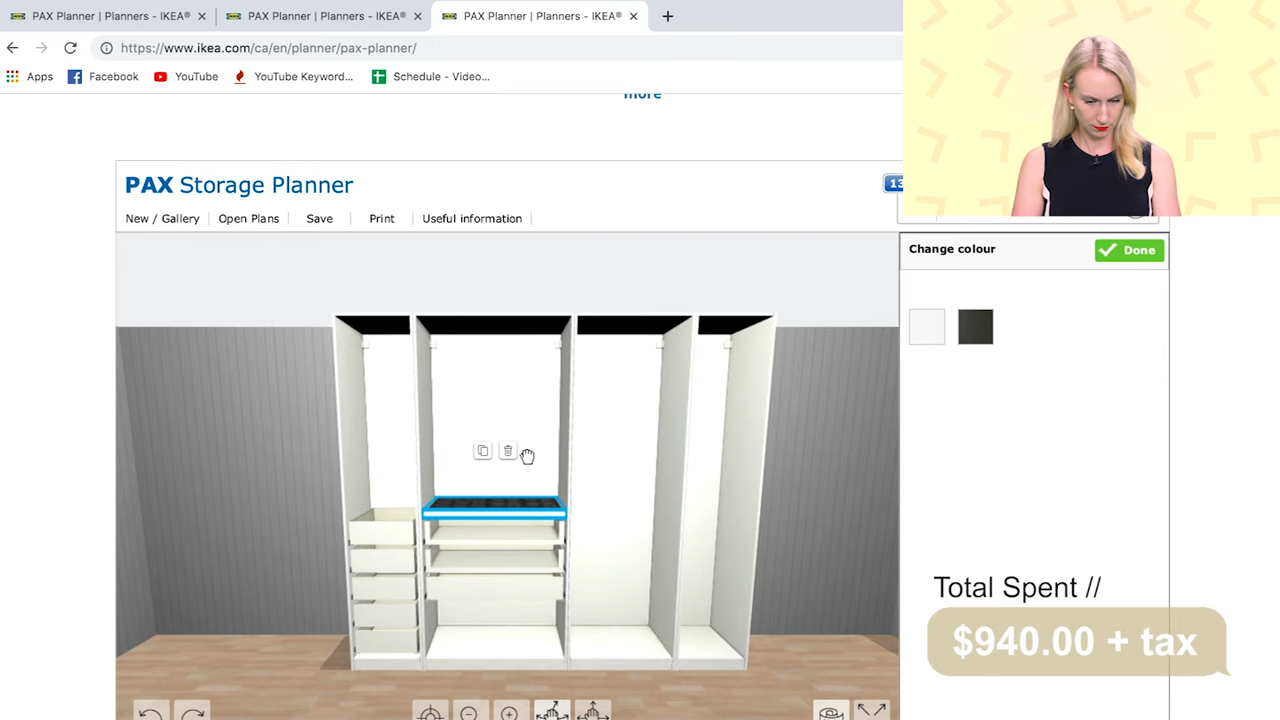 PAX Planner | Planners - IKEA®
PAX Planner | Planners - IKEA®
PAX Planner | Planners - IKEA®
https://www.ikea.com/ca/en/planner/pax-planner/
Apps
Facebook
YouTube
YouTube Keyword...
Schedule - Video...
more
PAX Storage Planner
13
New / Gallery
Open Plans
Save
Print
Useful information
Change colour
Done
Total Spent //
$940.00 + tax